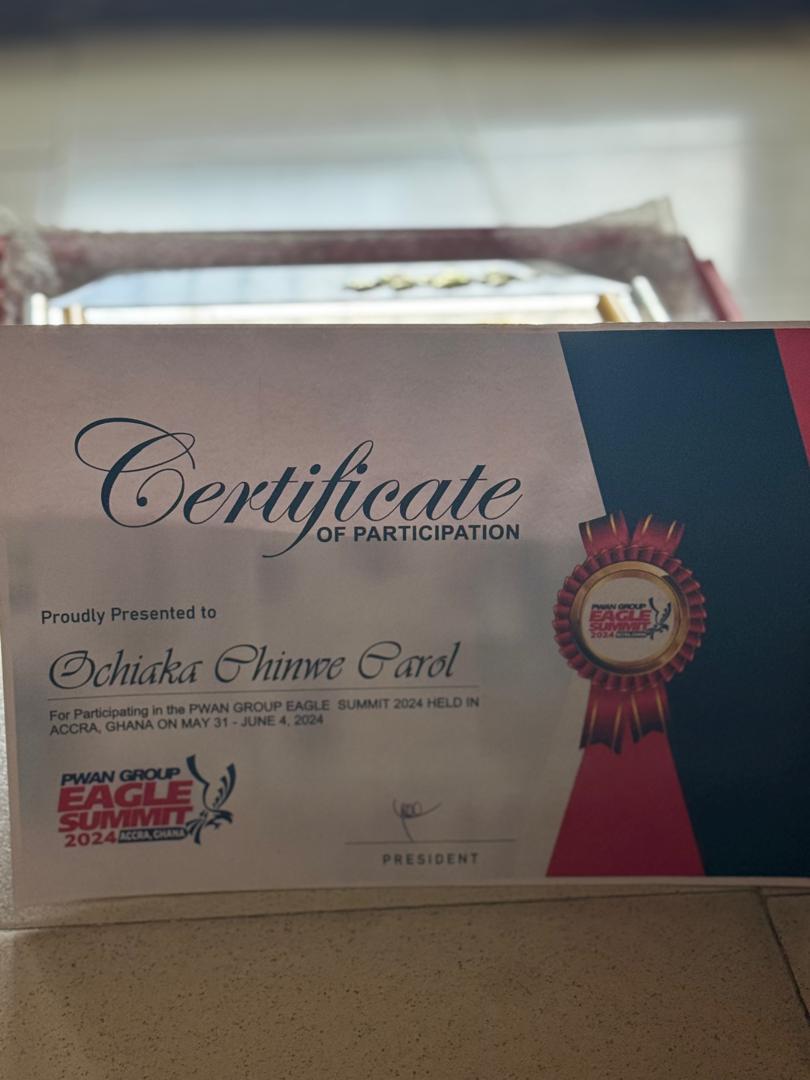 Certificate
OF PARTICIPATION
Proudly Presented to
Ochiaka Chinwe Carol
For Participating in the PWAN GROUP EAGLE SUMMIT 2024 HELD IN
ACCRA, GHANA ON MAY 31 - JUNE 4, 2024
PWAN GROUP
EAGLE
SUMMIT
2024 ACCRA, GHANA
PRESIDENT
PWAN GROUP
EAGLE
SUMMIT
2024 ACCRA, GHANA